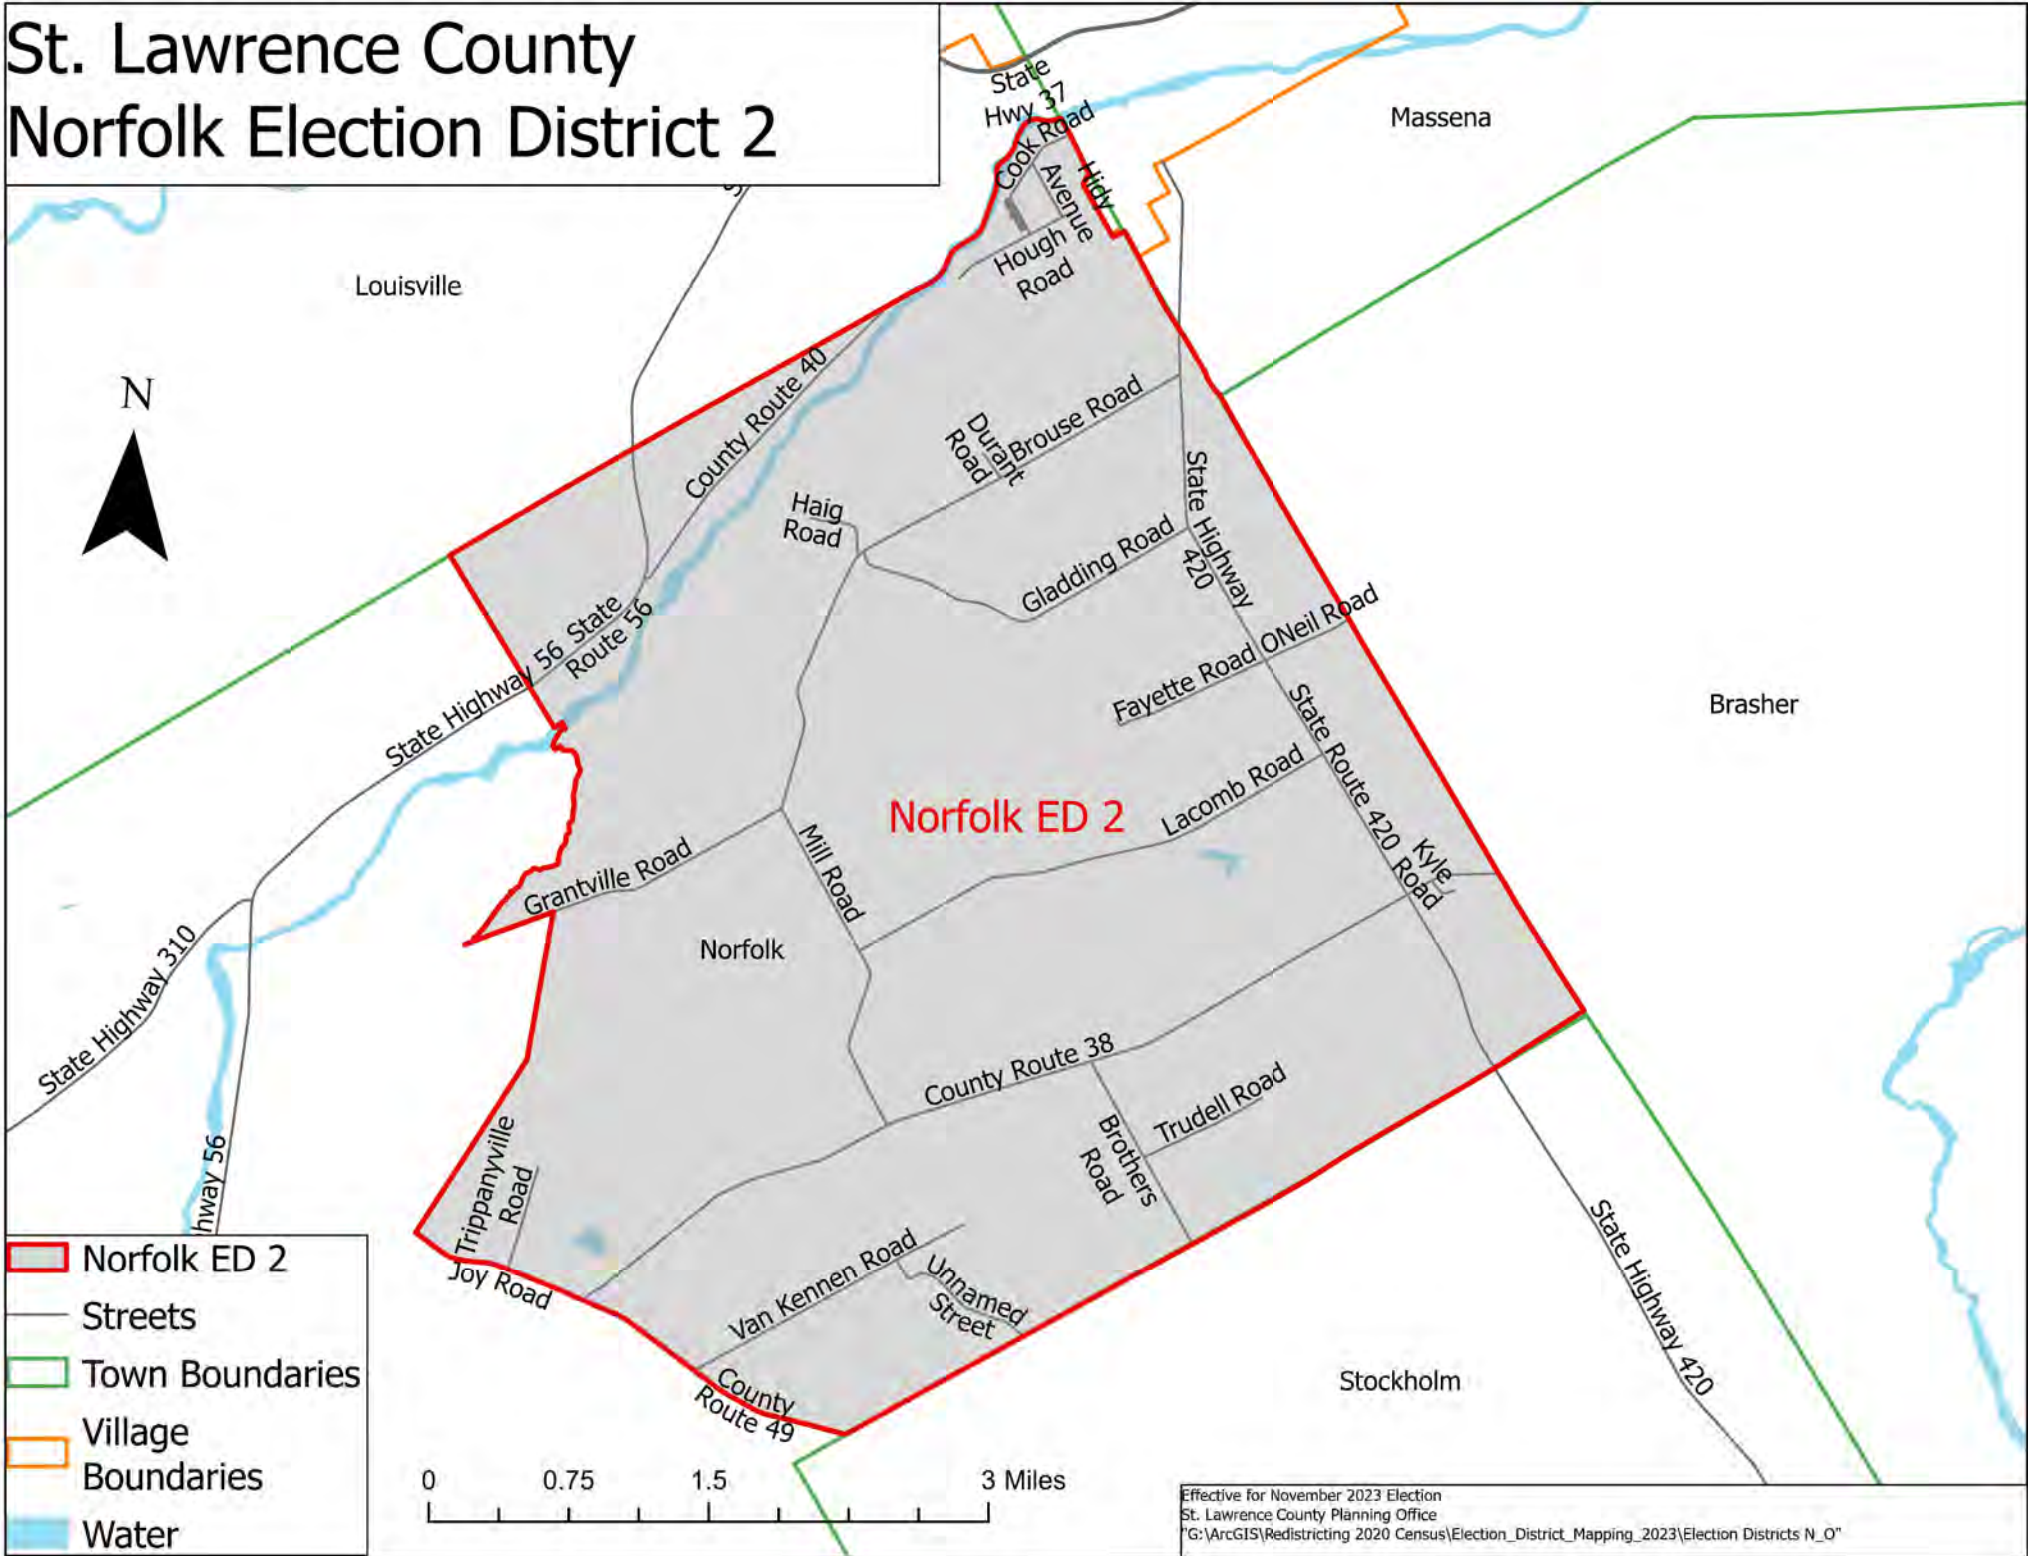 St. Lawrence County
Norfolk Election District 2
State
Hwy 37
Massena
Cook Road
Hidy
Avenue
Hough
Road
Louisville
N
County Route 40
Durant
Road
Brouse Road
Haig
Road
State Highway
420
Gladding Road
State
Route 56
State Highway 56
ONeil Road
Fayette Road
Brasher
State Route 420
Lacomb Road
Norfolk ED 2
Mill Road
Kyle
Road
Grantville Road
Norfolk
State Highway 310
County Route 38
Trudell Road
Brothers
Road
Trippanyville
Road
hway 56
Joy Road
Van Kennen Road
Unnamed
Street
State Highway 420
County
Route 49
Stockholm
Norfolk ED 2
Streets
Town Boundaries
Village
Boundaries
Water
0 0.75 1.5 3 Miles
Effective for November 2023 Election
St. Lawrence County Planning Office
"G:\ArcGIS\Redistricting 2020 Census\Election_District_Mapping_2023\Election Districts N_O"